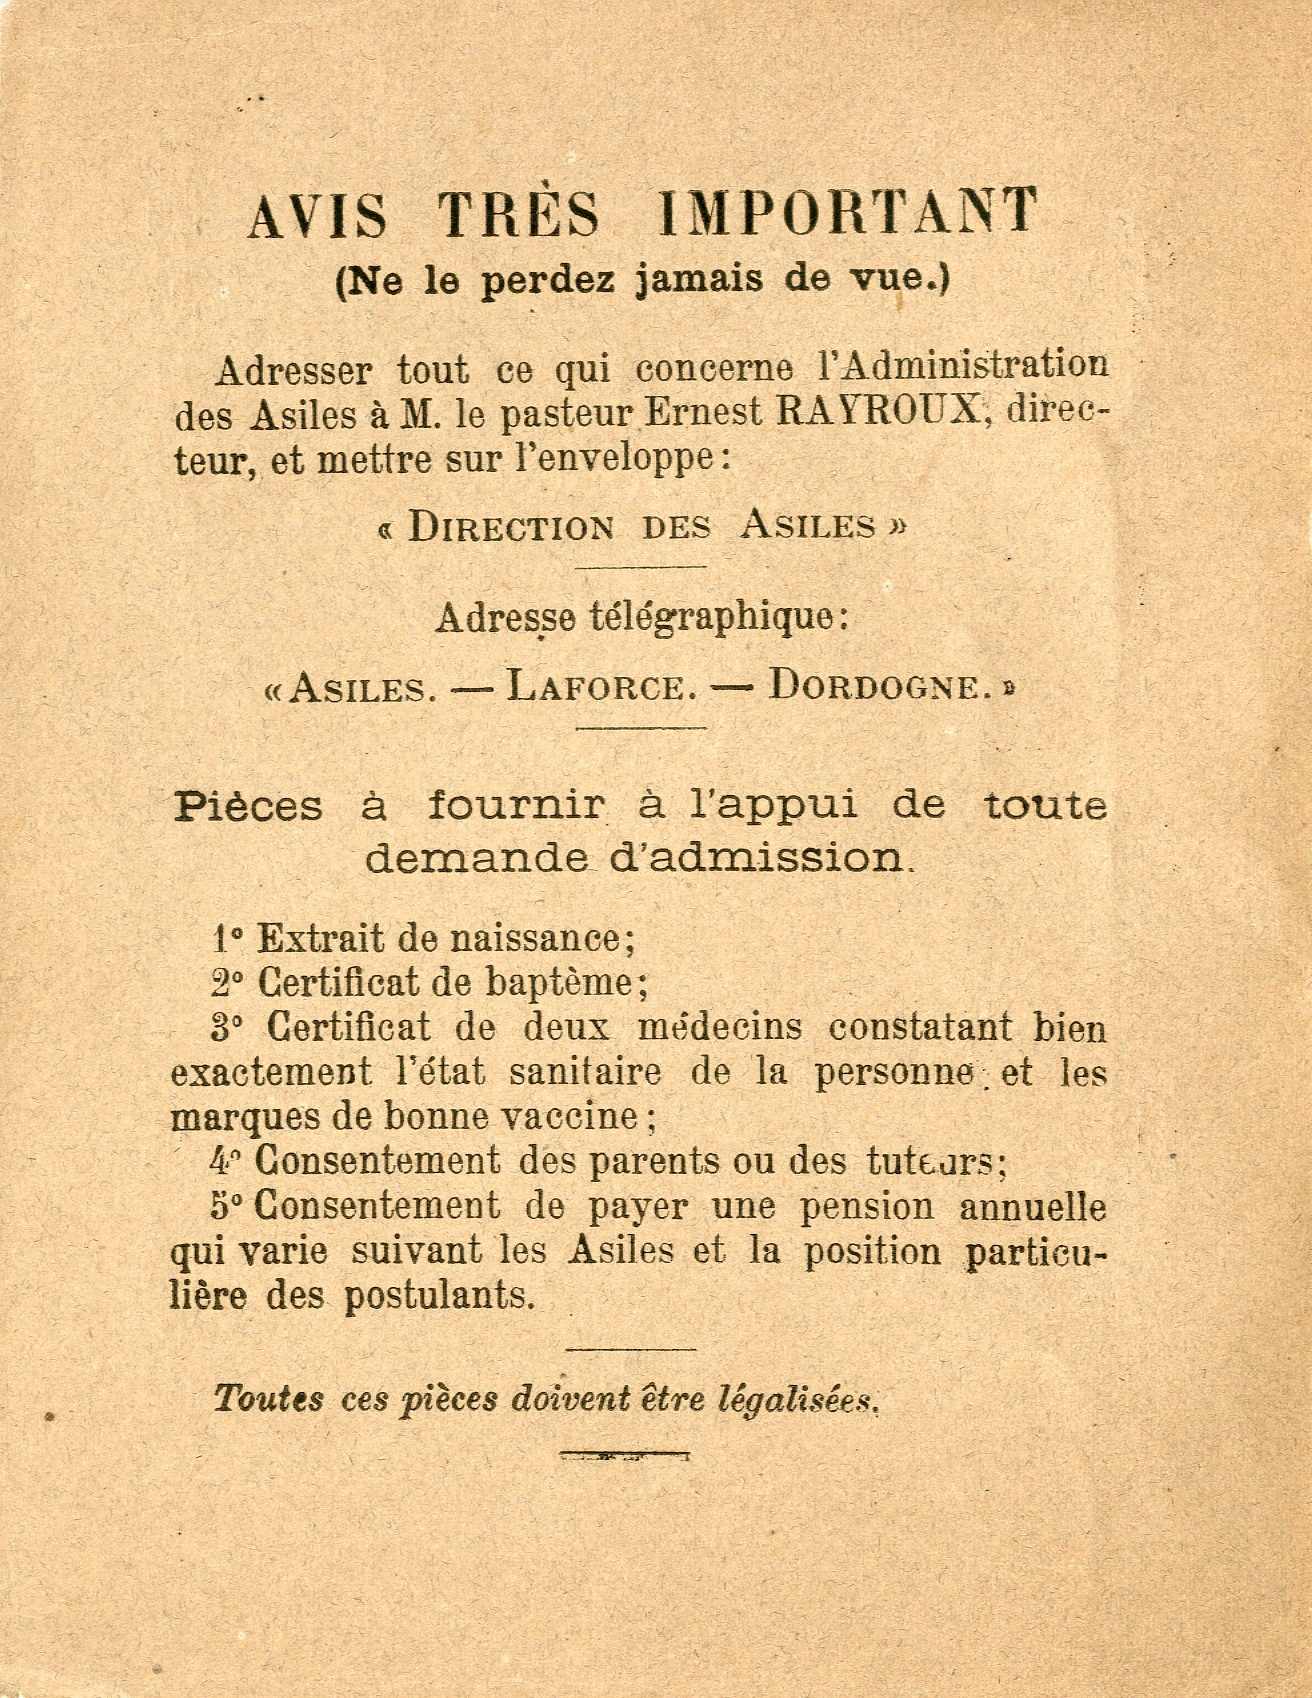 AVIS TRÈS IMPORTANT
(Ne le perdez jamais de vue.)
Adresser tout ce qui concerne l'Administration
des Asiles à M. le pasteur Ernest RAYROUX, direc-
teur, et mettre sur l'enveloppe :
« DIRECTION DES ASILES »
Adresse télégraphique :
« ASILES. — LAFORCE. — DORDOGNE. »
Pièces à fournir à l'appui de toute
demande d'admission.
1° Extrait de naissance ;
2° Certificat de baptème ;
3° Certificat de deux médecins constatant bien
exactement l'état sanitaire de la personne et les
marques de bonne vaccine ;
4° Consentement des parents ou des tuteurs ;
5° Consentement de payer une pension annuelle
qui varie suivant les Asiles et la position particu-
lière des postulants.
Toutes ces pièces doivent être légalisées.